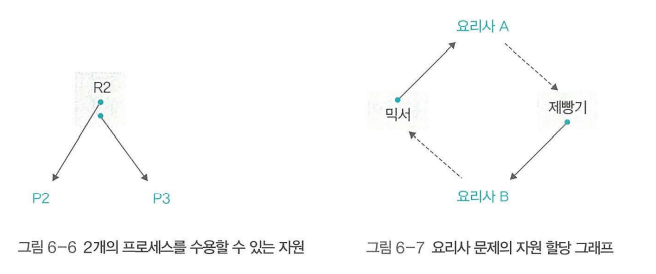 R2
P2
P3
그림 6-6 2개의 프로세스를 수용할 수 있는 자원
요리사 A
믹서
제빵기
요리사 B
그림 6-7 요리사 문제의 자원 할당 그래프